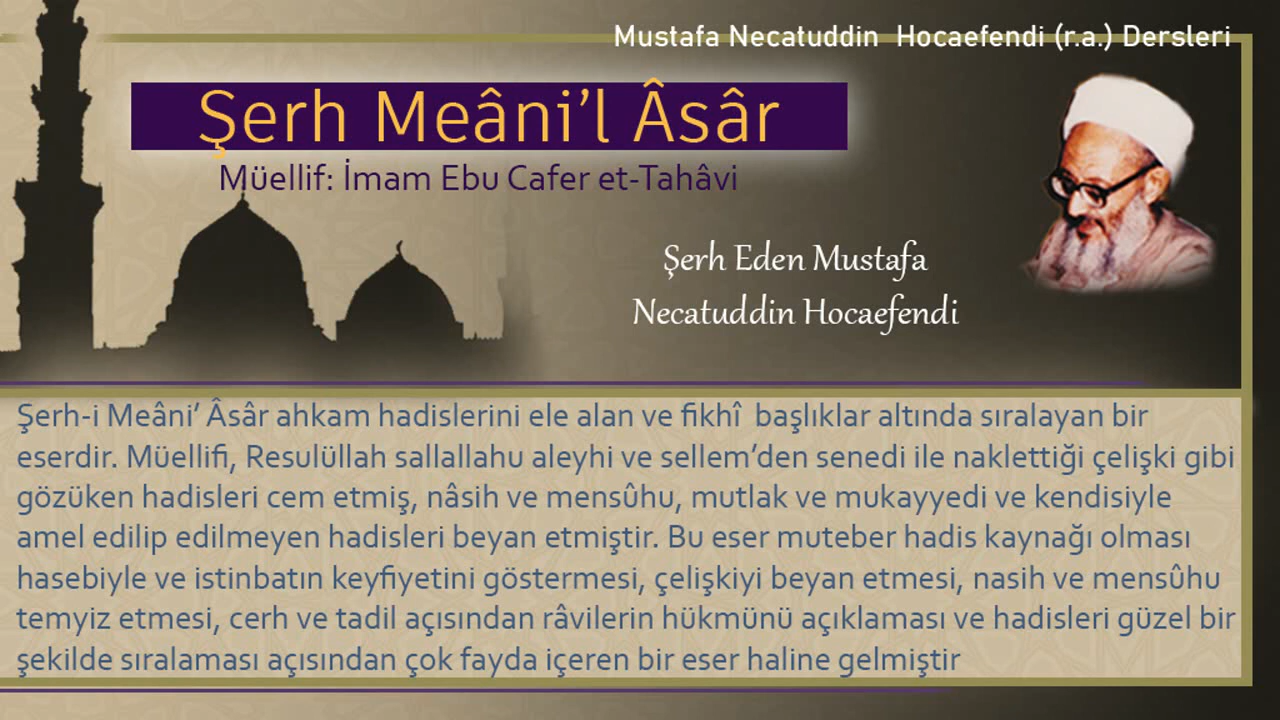 Mustafa Necatuddin Hocaefendi (r.a.) Dersleri
Şerh Meâni’l Âsâr
Müellif: İmam Ebu Cafer et-Tahâvi
Şerh Eden Mustafa
Necatuddin Hocaefendi
Şerh-i Meâni’ Âsâr ahkam hadislerini ele alan ve fikhî başlıklar altında sıralayan bir
eserdir. Müellifi, Resulüllah sallallahu aleyhi ve sellem’den senedi ile naklettiği çelişki gibi
gözüken hadisleri cem etmiş, nâsih ve mensûhu, mutlak ve mukayyedi ve kendisiyle
amel edilip edilmeyen hadisleri beyan etmiştir. Bu eser muteber hadis kaynağı olması
hasebiyle ve istinbatın keyfiyetini göstermesi, çelişkiyi beyan etmesi, nasih ve mensûhu
temyiz etmesi, cerh ve tadil açısından râvilerin hükmünü açıklaması ve hadisleri güzel bir
şekilde sıralaması açısından çok fayda içeren bir eser haline gelmiştir